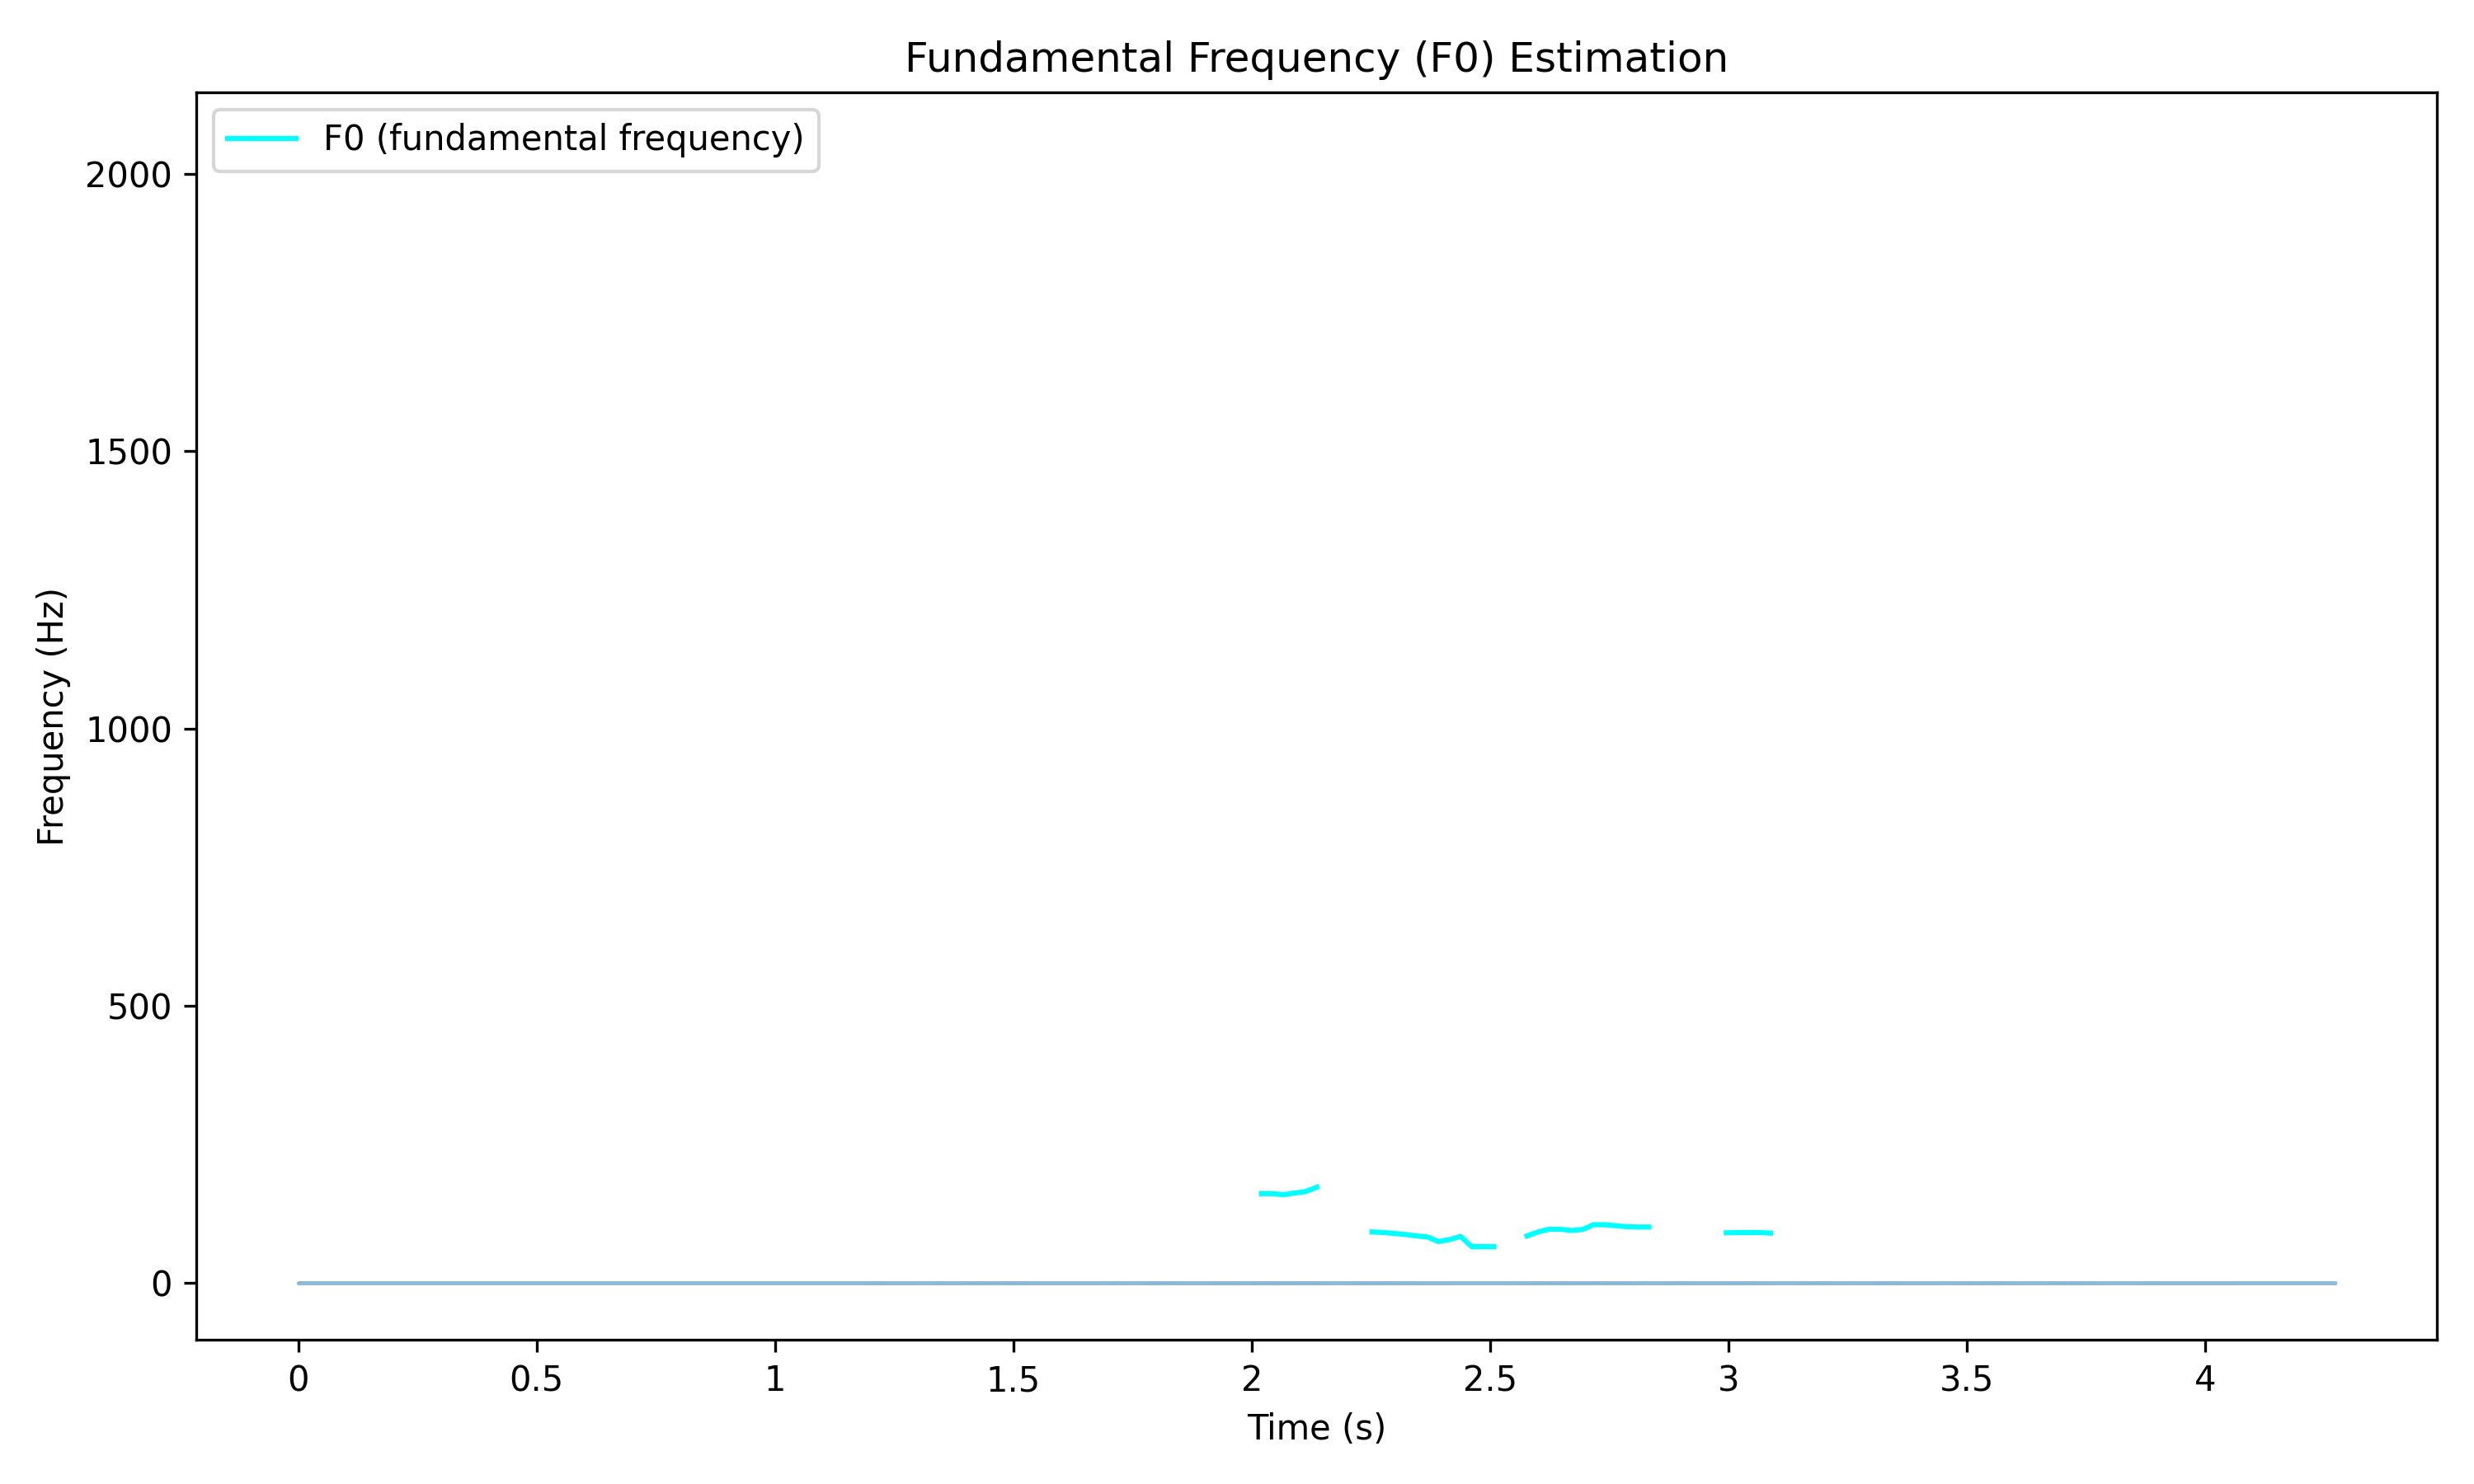 Fundamental Frequency (F0) Estimation
F0 (fundamental frequency)
2000
1500
1000
500
0
Frequency (Hz)
0 0.5 1 1.5 2 2.5 3 3.5 4
Time (s)